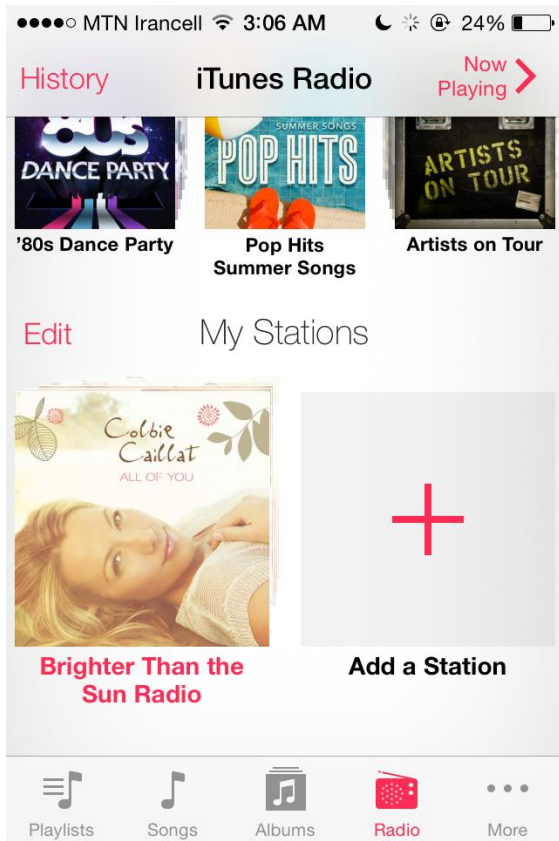 MTN Irancell 3:06 AM 24%
History iTunes Radio Now Playing
80s DANCE PARTY
SUMMER SONGS
POP HITS
ARTISTS
ON TOUR
'80s Dance Party
Pop Hits
Summer Songs
Artists on Tour
Edit My Stations
Colbie
Caillat
ALL OF YOU
Brighter Than the
Sun Radio
Add a Station
Playlists Songs Albums Radio More